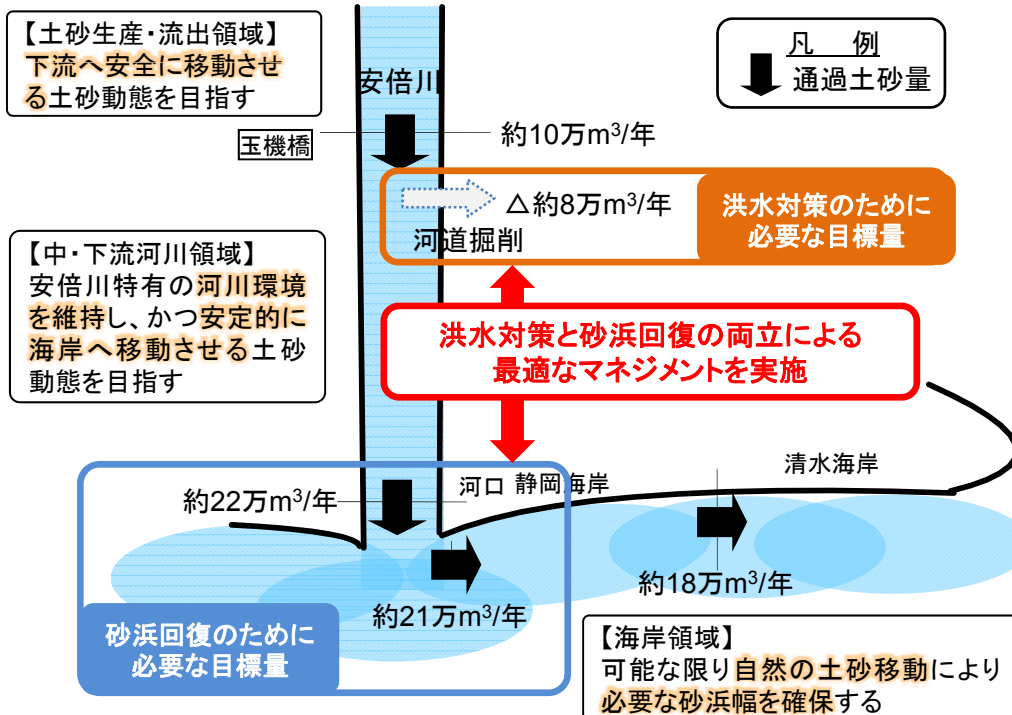 【土砂生産・流出領域】
下流へ安全に移動させ
る土砂動態を目指す
凡　例
通過土砂量
安倍川
玉機橋
約10万m³/年
△約8万m³/年
河道掘削
洪水対策のために
必要な目標量
【中・下流河川領域】
安倍川特有の河川環境
を維持し、かつ安定的に
海岸へ移動させる土砂
動態を目指す
洪水対策と砂浜回復の両立による
最適なマネジメントを実施
清水海岸
河口
静岡海岸
約22万m³/年
約21万m³/年
約18万m³/年
砂浜回復のために
必要な目標量
【海岸領域】
可能な限り自然の土砂移動により
必要な砂浜幅を確保する